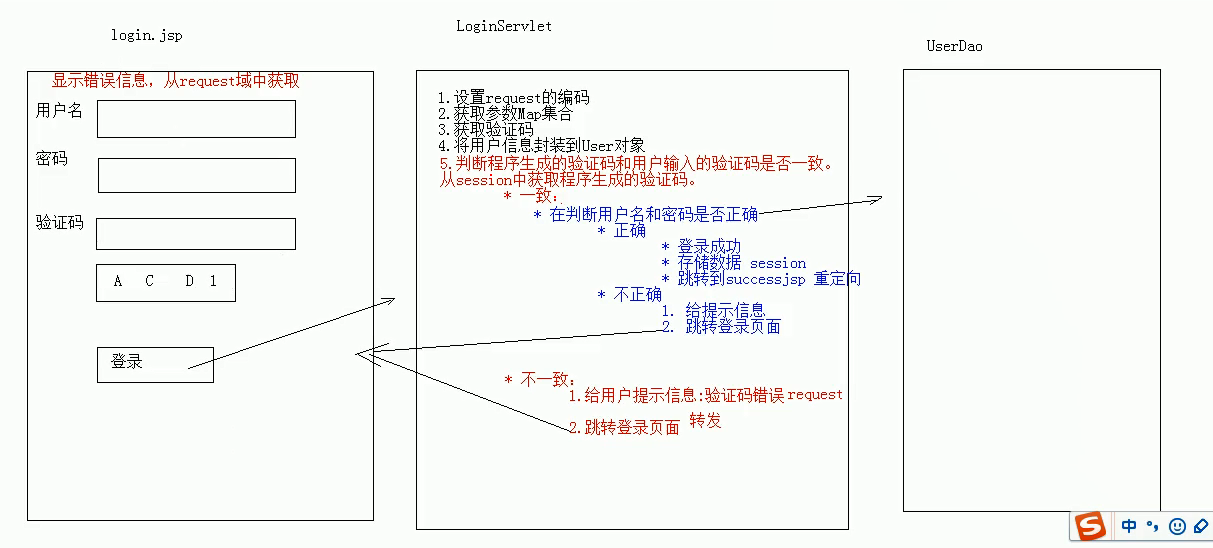 login.jsp
LoginServlet
UserDao
显示错误信息，从request域中获取
用户名
密码
验证码
A C D 1
登录
1.设置request的编码
2.获取参数Map集合
3.获取验证码
4.将用户信息封装到User对象
5.判断程序生成的验证码和用户输入的验证码是否一致。
从session中获取程序生成的验证码。
* 一致：
* 在判断用户名和密码是否正确
* 正确
* 登录成功
* 存储数据 session
* 跳转到successjsp 重定向
* 不正确
1. 给提示信息
2. 跳转登录页面
* 不一致：
1.给用户提示信息:验证码错误 request
2.跳转登录页面 转发
S 中 °,